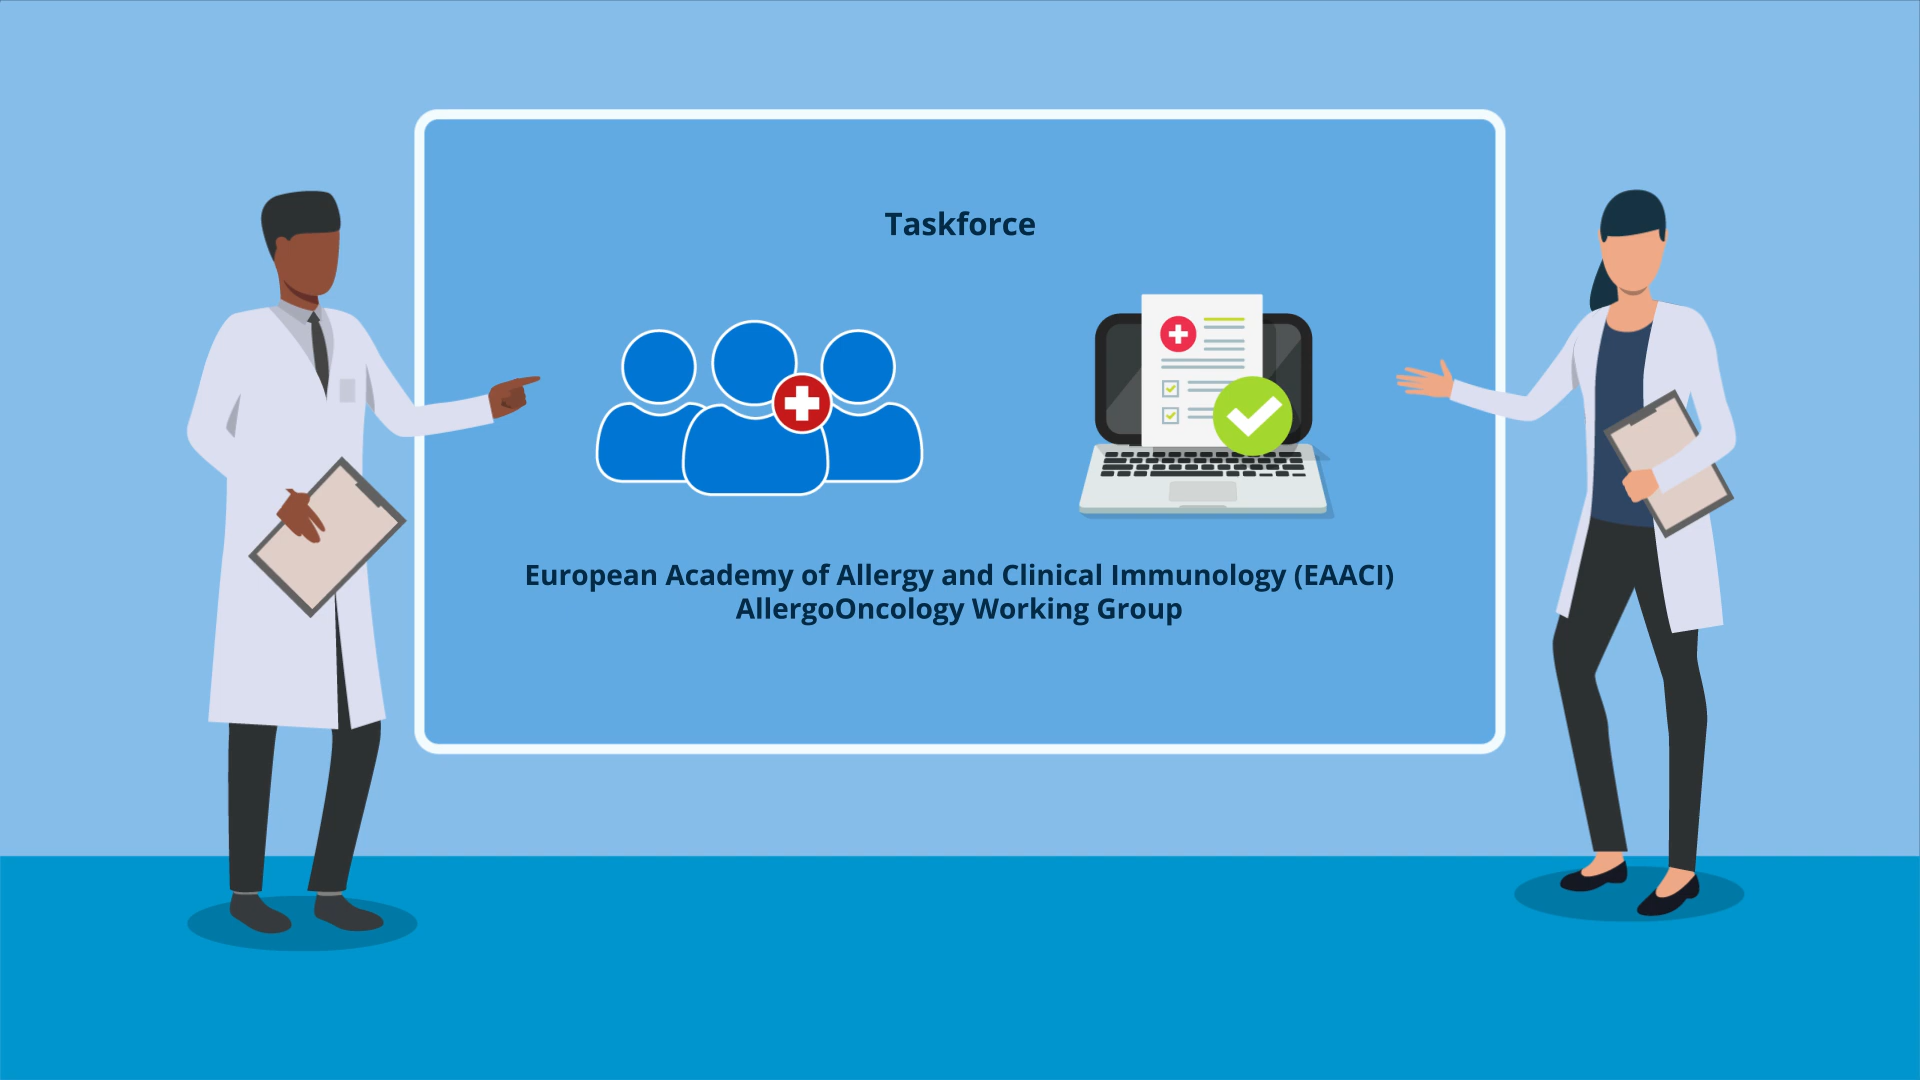 Taskforce
European Academy of Allergy and Clinical Immunology (EAACI)
AllergoOncology Working Group